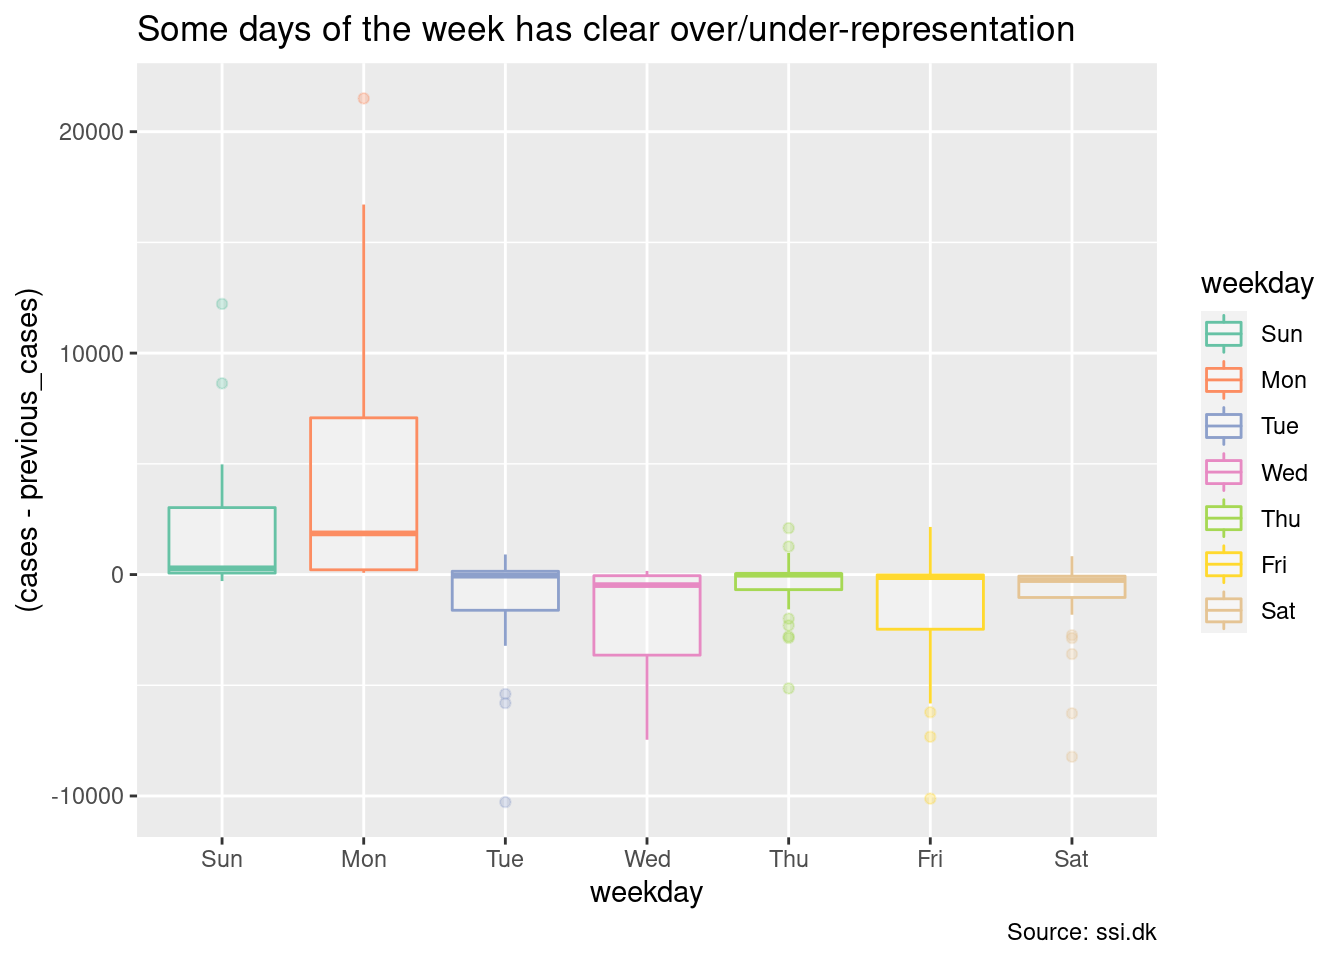 Some days of the week has clear over/under-representation
20000
10000
0
-10000
(cases - previous_cases)
Sun Mon Tue Wed Thu Fri Sat
weekday
weekday
Sun
Mon
Tue
Wed
Thu
Fri
Sat
Source: ssi.dk